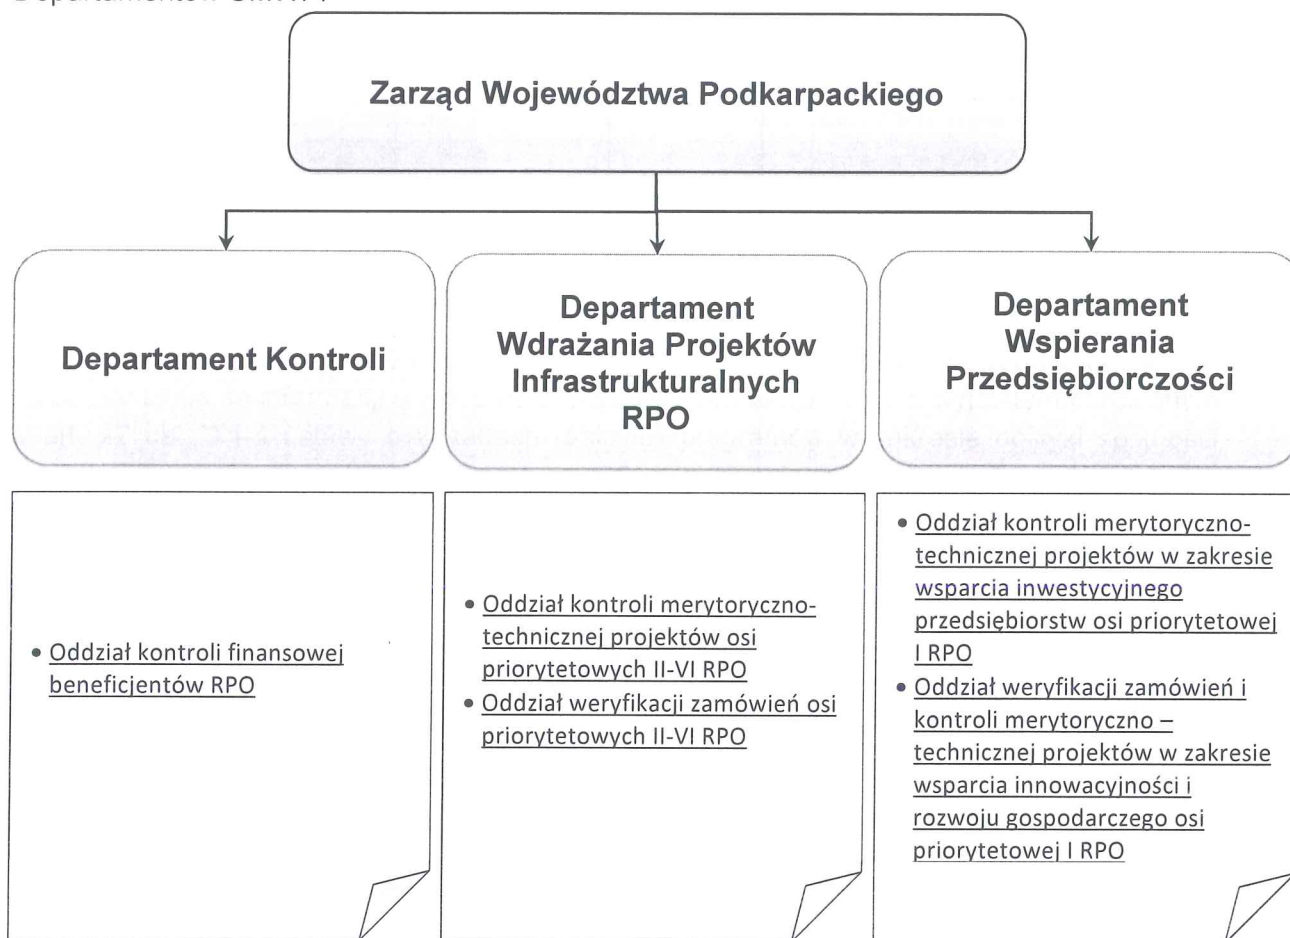 Zarząd Województwa Podkarpackiego
Departament Kontroli
Departament
Wdrażania Projektów
Infrastrukturalnych
RPO
Departament
Wspierania
Przedsiębiorczości
• Oddział kontroli finansowej
beneficjentów RPO
• Oddział kontroli merytoryczno-
technicznej projektów osi
priorytetowych II-VI RPO
• Oddział weryfikacji zamówień osi
priorytetowych II-VI RPO
• Oddział kontroli merytoryczno-
technicznej projektów w zakresie
wsparcia inwestycyjnego
przedsiębiorstw osi priorytetowej
I RPO
• Oddział weryfikacji zamówień i
kontroli merytoryczno –
technicznej projektów w zakresie
wsparcia innowacyjności i
rozwoju gospodarczego osi
priorytetowej I RPO